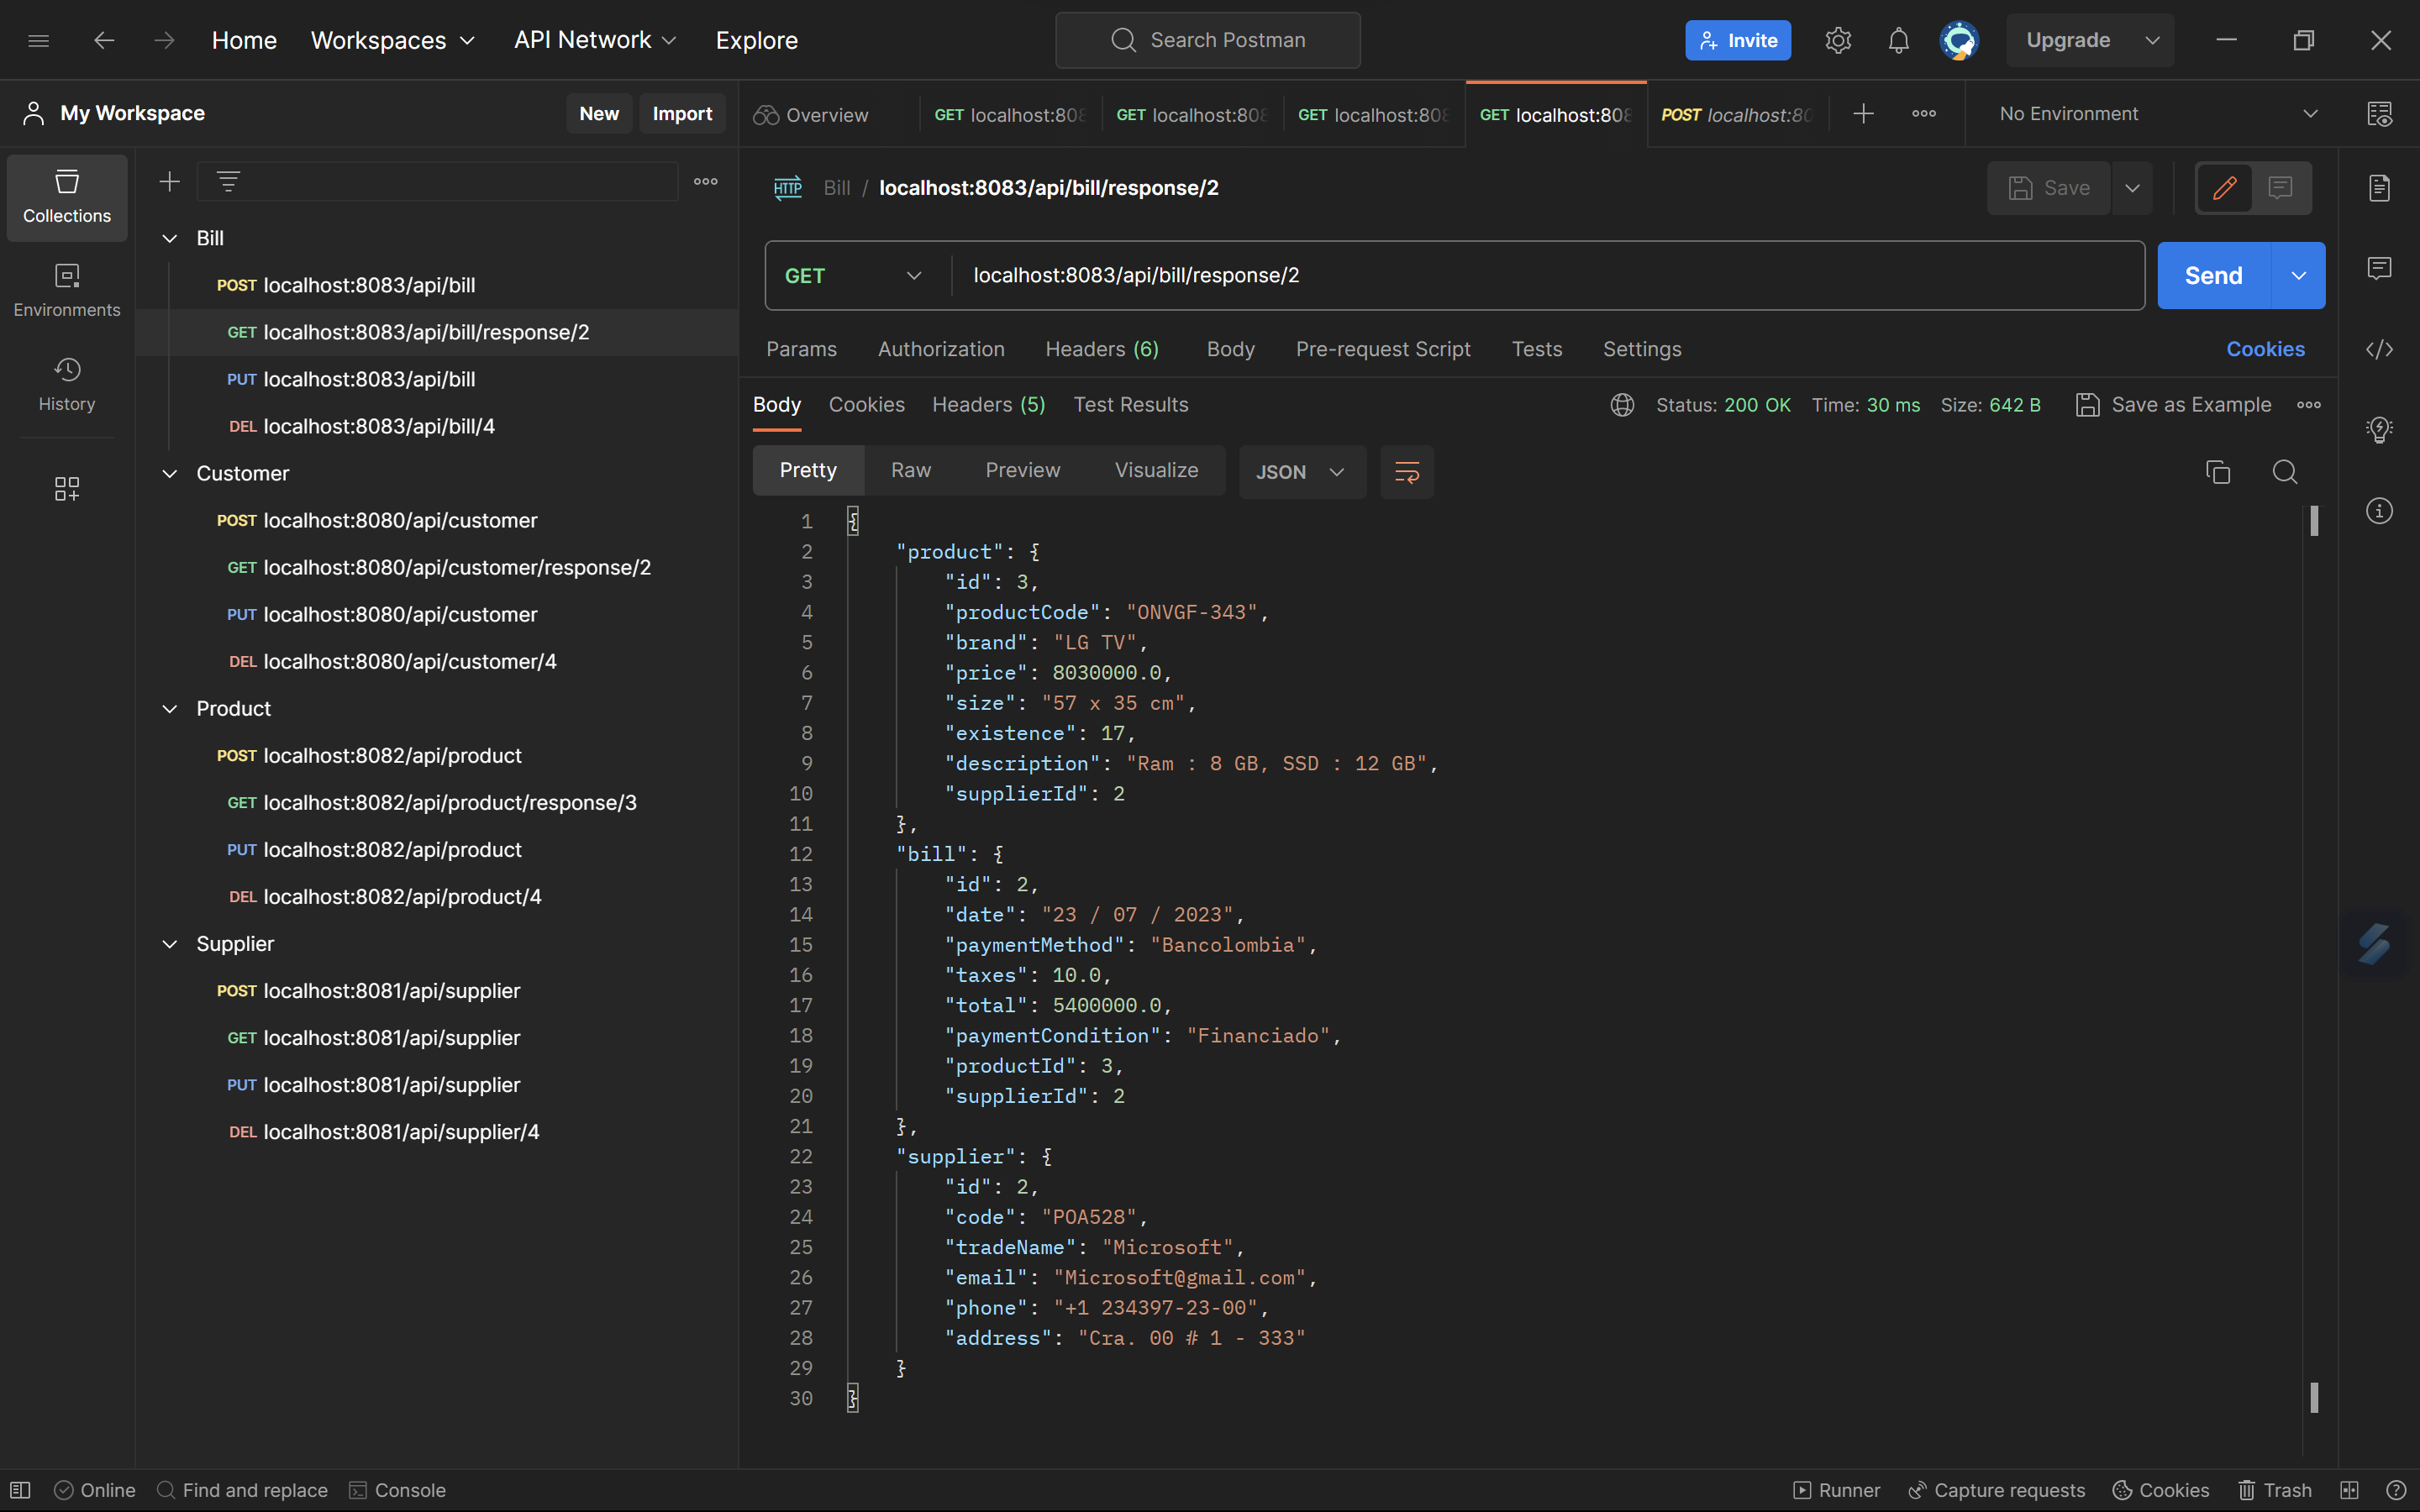 Home Workspaces API Network Explore Search Postman Invite Upgrade
My Workspace New Import
Overview GET localhost:808 GET localhost:808 GET localhost:808 GET localhost:808 POST localhost:80 No Environment
Collections
Environments
History
Bill
POST localhost:8083/api/bill
GET localhost:8083/api/bill/response/2
PUT localhost:8083/api/bill
DEL localhost:8083/api/bill/4
Customer
POST localhost:8080/api/customer
GET localhost:8080/api/customer/response/2
PUT localhost:8080/api/customer
DEL localhost:8080/api/customer/4
Product
POST localhost:8082/api/product
GET localhost:8082/api/product/response/3
PUT localhost:8082/api/product
DEL localhost:8082/api/product/4
Supplier
POST localhost:8081/api/supplier
GET localhost:8081/api/supplier
PUT localhost:8081/api/supplier
DEL localhost:8081/api/supplier/4
HTTP Bill / localhost:8083/api/bill/response/2 Save
GET localhost:8083/api/bill/response/2 Send
Params Authorization Headers (6) Body Pre-request Script Tests Settings Cookies
Body Cookies Headers (5) Test Results Status: 200 OK Time: 30 ms Size: 642 B Save as Example
Pretty Raw Preview Visualize JSON
1 {
2 "product": {
3 "id": 3,
4 "productCode": "ONVGF-343",
5 "brand": "LG TV",
6 "price": 8030000.0,
7 "size": "57 x 35 cm",
8 "existence": 17,
9 "description": "Ram : 8 GB, SSD : 12 GB",
10 "supplierId": 2
11 },
12 "bill": {
13 "id": 2,
14 "date": "23 / 07 / 2023",
15 "paymentMethod": "Bancolombia",
16 "taxes": 10.0,
17 "total": 5400000.0,
18 "paymentCondition": "Financiado",
19 "productId": 3,
20 "supplierId": 2
21 },
22 "supplier": {
23 "id": 2,
24 "code": "POA528",
25 "tradeName": "Microsoft",
26 "email": "Microsoft@gmail.com",
27 "phone": "+1 234397-23-00",
28 "address": "Cra. 00 # 1 - 333"
29 }
30 }
Online Find and replace Console Runner Capture requests Cookies Trash